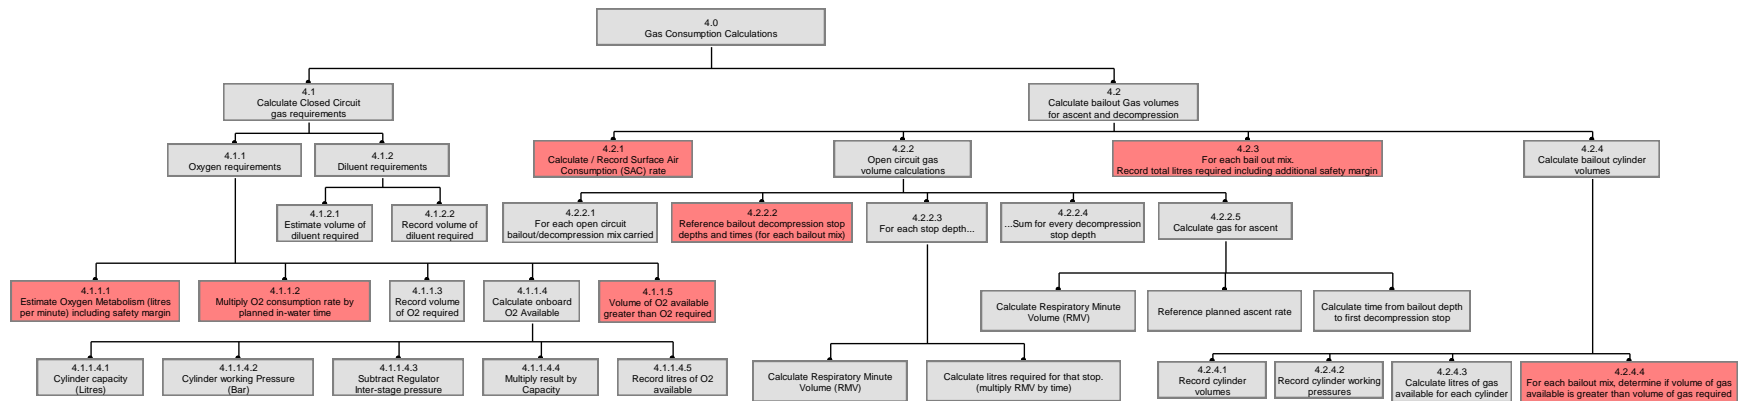 4.0
Gas Consumption Calculations
4.1
Calculate Closed Circuit
gas requirements
4.2
Calculate bailout Gas volumes
for ascent and decompression
4.1.1
Oxygen requirements
4.1.2
Diluent requirements
4.2.1
Calculate / Record Surface Air
Consumption (SAC) rate
4.2.2
Open circuit gas
volume calculations
4.2.3
For each bail out mix.
Record total litres required including additional safety margin
4.2.4
Calculate bailout cylinder
volumes
4.1.2.1
Estimate volume of
diluent required
4.1.2.2
Record volume of
diluent required
4.2.2.1
For each open circuit
bailout/decompression mix carried
4.2.2.2
Reference bailout decompression stop
depths and times (for each bailout mix)
4.2.2.3
For each stop depth...
4.2.2.4
...Sum for every decompression
stop depth
4.2.2.5
Calculate gas for ascent
4.1.1.1
Estimate Oxygen Metabolism (litres
per minute) including safety margin
4.1.1.2
Multiply O2 consumption rate by
planned in-water time
4.1.1.3
Record volume
of O2 required
4.1.1.4
Calculate onboard
O2 Available
4.1.1.5
Volume of O2 available
greater than O2 required
Calculate Respiratory Minute
Volume (RMV)
Reference planned ascent rate
Calculate time from bailout depth
to first decompression stop
4.1.1.4.1
Cylinder capacity
(Litres)
4.1.1.4.2
Cylinder working Pressure
(Bar)
4.1.1.4.3
Subtract Regulator
Inter-stage pressure
4.1.1.4.4
Multiply result by
Capacity
4.1.1.4.5
Record litres of O2
available
Calculate Respiratory Minute
Volume (RMV)
Calculate litres required for that stop.
(multiply RMV by time)
4.2.4.1
Record cylinder
volumes
4.2.4.2
Record cylinder working
pressures
4.2.4.3
Calculate litres of gas
available for each cylinder
4.2.4.4
For each bailout mix, determine if volume of gas
available is greater than volume of gas required